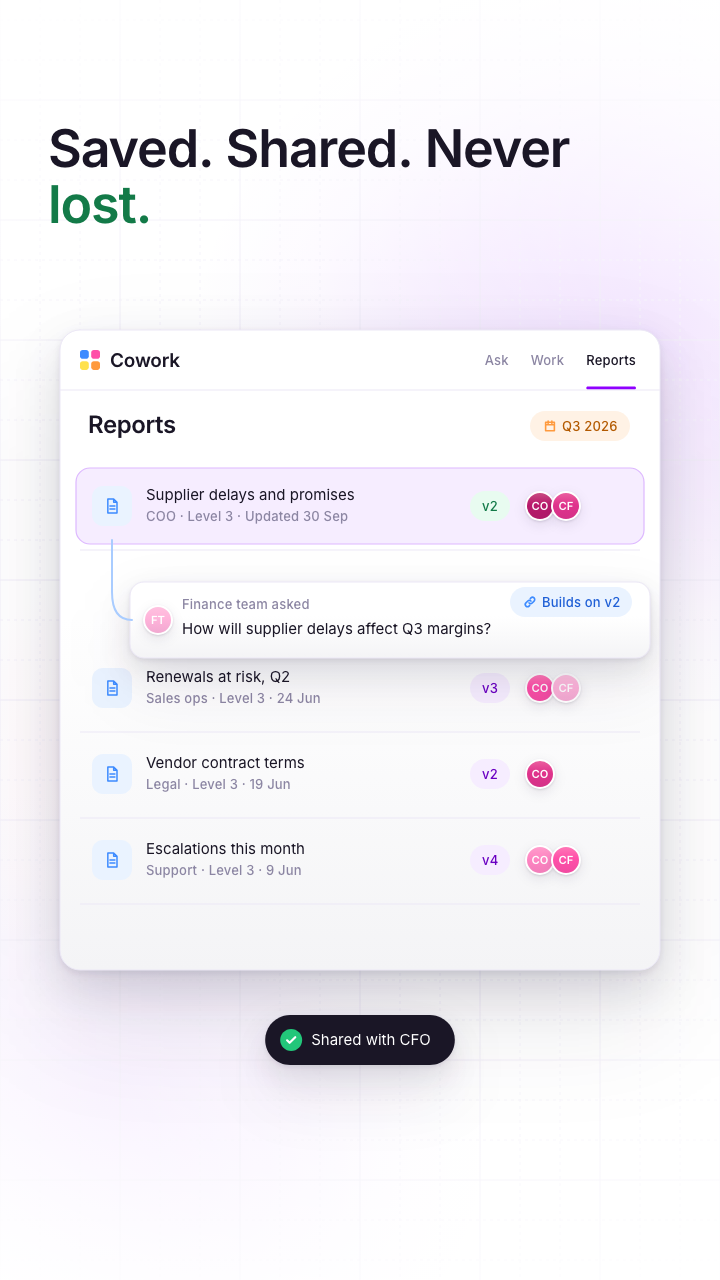 Saved. Shared. Never
lost.
Cowork
Ask
Work
Reports
Reports
Q3 2026
Supplier delays and promises
COO · Level 3 · Updated 30 Sep
v2
CO
CF
FT
Finance team asked
How will supplier delays affect Q3 margins?
Builds on v2
Renewals at risk, Q2
Sales ops · Level 3 · 24 Jun
v3
CO
CF
Vendor contract terms
Legal · Level 3 · 19 Jun
v2
CO
Escalations this month
Support · Level 3 · 9 Jun
v4
CO
CF
Shared with CFO